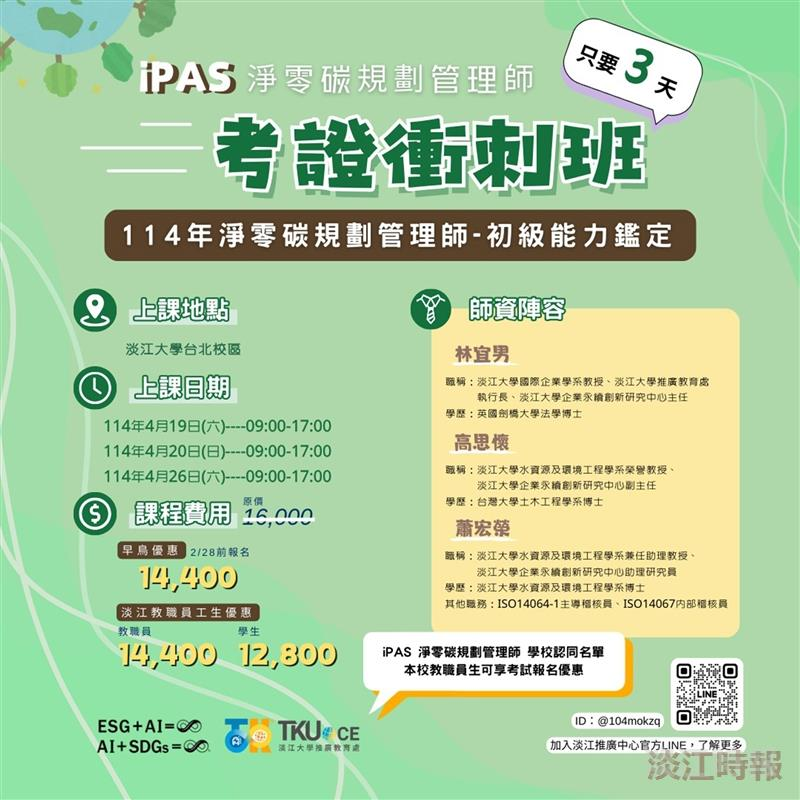 iPAS 淨零碳規劃管理師
只要 3 天
考證衝刺班
114年淨零碳規劃管理師-初級能力鑑定
上課地點
淡江大學台北校區
上課日期
114年4月19日(六)----09:00-17:00
114年4月20日(日)----09:00-17:00
114年4月26日(六)----09:00-17:00
課程費用
原價
16,000
早鳥優惠 2/28前報名
14,400
淡江教職員工生優惠
教職員 學生
14,400 12,800
師資陣容
林宜男
職稱：淡江大學國際企業學系教授、淡江大學推廣教育處
執行長、淡江大學企業永續創新研究中心主任
學歷：英國劍橋大學法學博士
高思懷
職稱：淡江大學水資源及環境工程學系榮譽教授、
淡江大學企業永續創新研究中心副主任
學歷：台灣大學土木工程學系博士
蕭宏榮
職稱：淡江大學水資源及環境工程學系兼任助理教授、
淡江大學企業永續創新研究中心助理研究員
學歷：淡江大學水資源及環境工程學系博士
其他職務：ISO14064-1主導稽核員、ISO14067內部稽核員
iPAS 淨零碳規劃管理師 學校認同名單
本校教職員生可享考試報名優惠
ESG+AI=∞
AI+SDGs=∞
TKU CE
淡江大學推廣教育處
LINE
ID：@104mokzq
加入淡江推廣中心官方LINE，了解更多
淡江時報